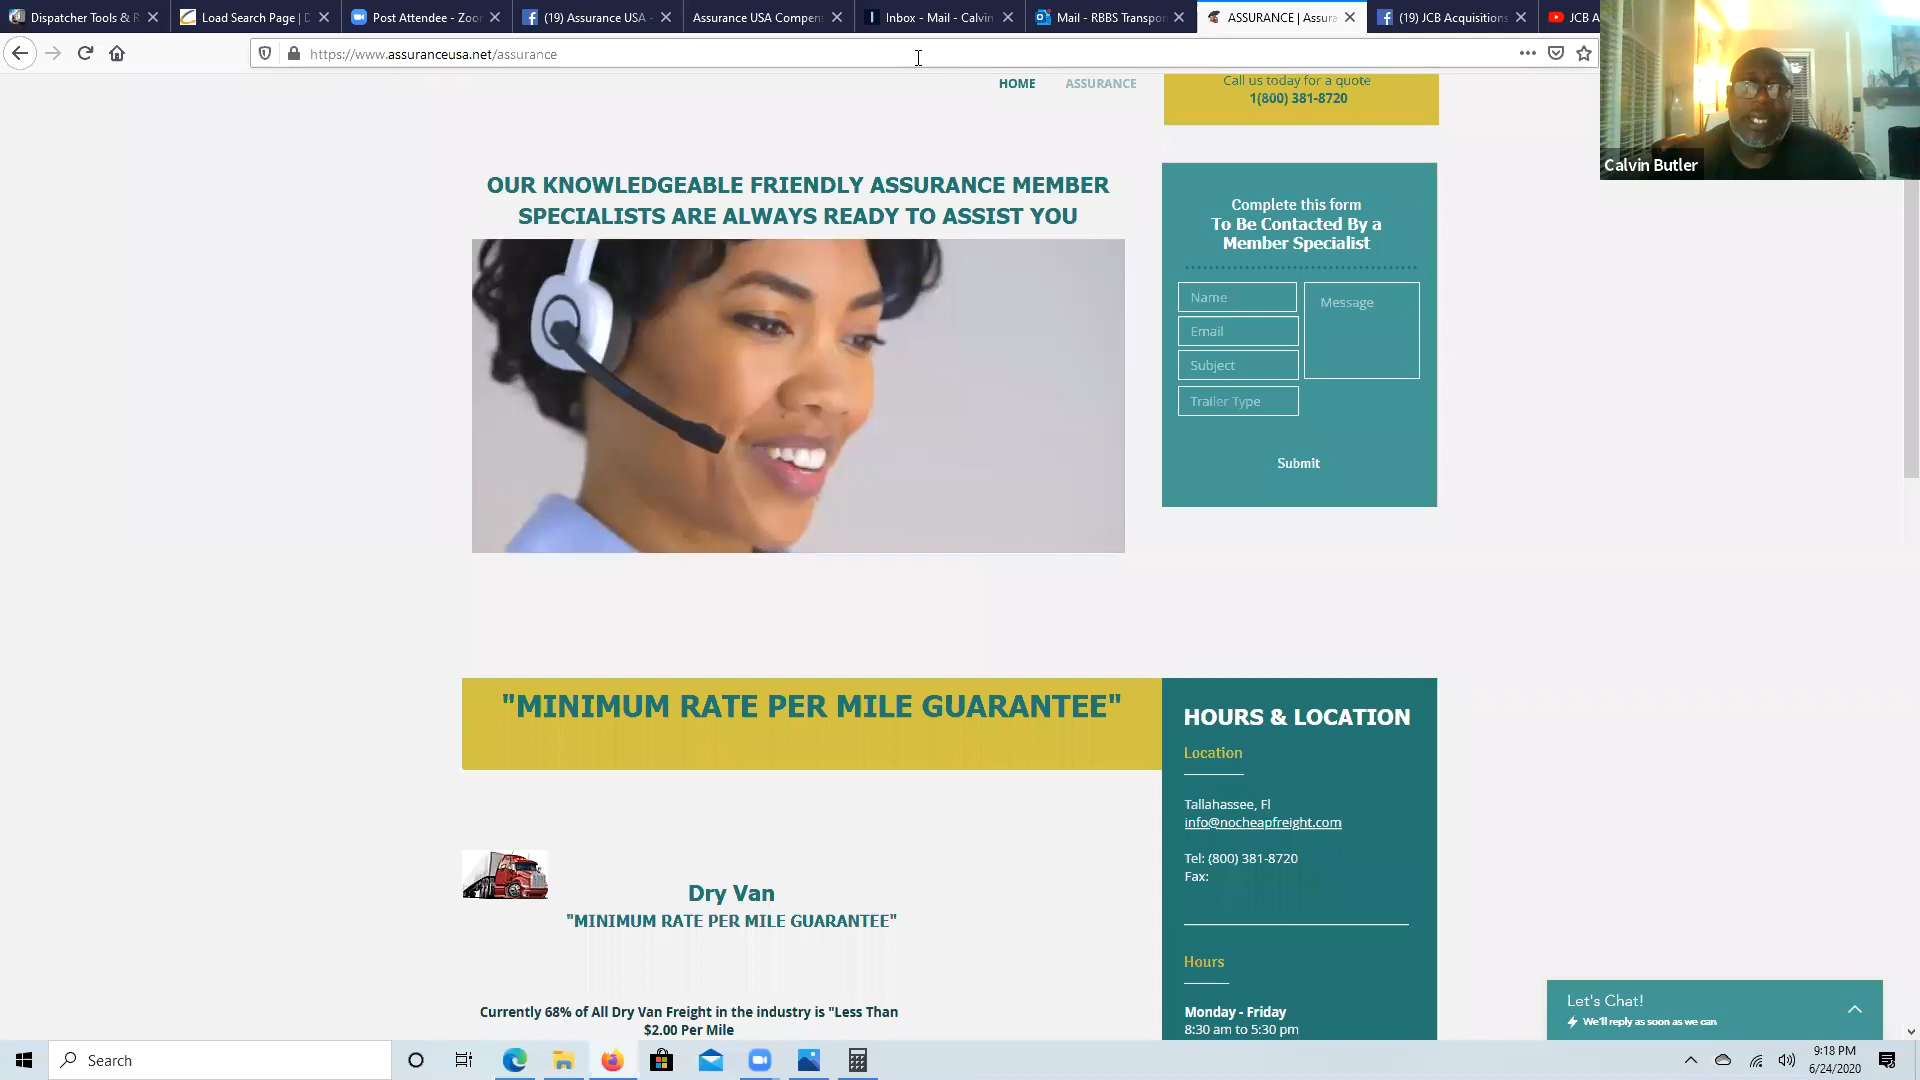 Dispatcher Tools & R
Load Search Page | D
Post Attendee - Zoo
(19) Assurance USA -
Assurance USA Compen
Inbox - Mail - Calvin
Mail - RBBS Transpor
ASSURANCE | Assura
(19) JCB Acquisitions
JCB A
https://www.assuranceusa.net/assurance
HOME
ASSURANCE
Call us today for a quote
1(800) 381-8720
Calvin Butler
OUR KNOWLEDGEABLE FRIENDLY ASSURANCE MEMBER
SPECIALISTS ARE ALWAYS READY TO ASSIST YOU
Complete this form
To Be Contacted By a
Member Specialist
Name
Message
Email
Subject
Trailer Type
Submit
"MINIMUM RATE PER MILE GUARANTEE"
HOURS & LOCATION
Location
Tallahassee, Fl
info@nocheapfreight.com
Tel: (800) 381-8720
Fax:
Dry Van
"MINIMUM RATE PER MILE GUARANTEE"
Hours
Currently 68% of All Dry Van Freight in the industry is "Less Than
$2.00 Per Mile
Monday - Friday
8:30 am to 5:30 pm
Let's Chat!
We'll reply as soon as we can
Search
9:18 PM
6/24/2020